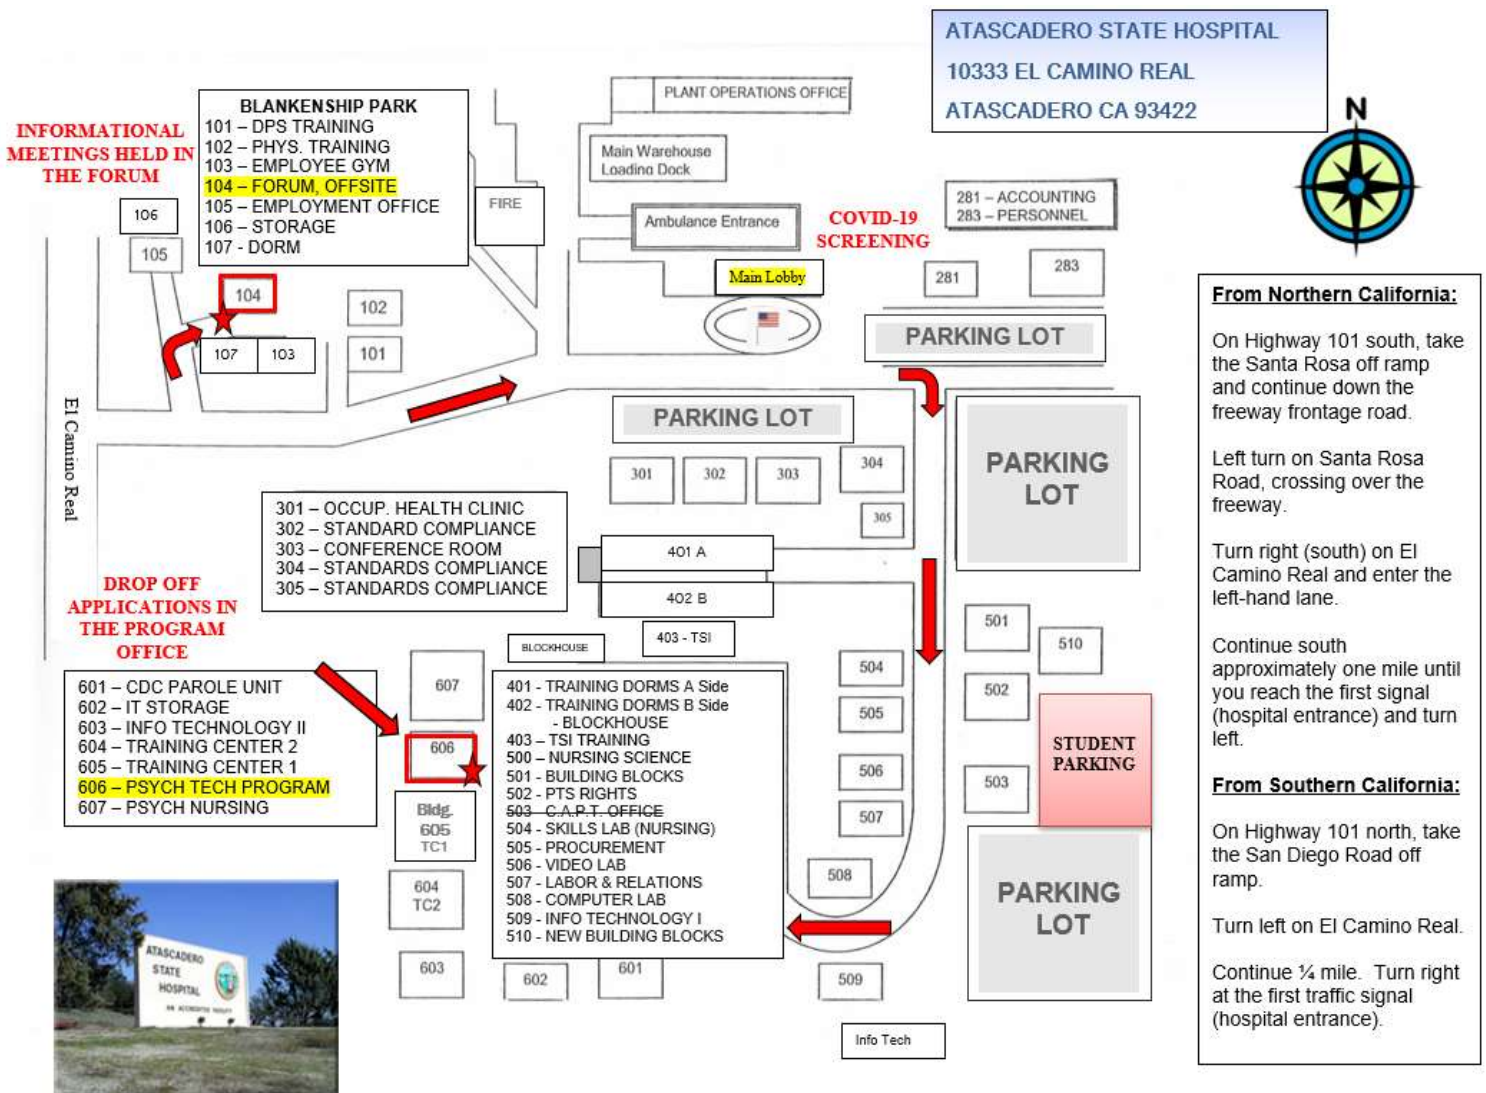 ATASCADERO STATE HOSPITAL
10333 EL CAMINO REAL
ATASCADERO CA 93422
N
PLANT OPERATIONS OFFICE
Main Warehouse
Loading Dock
Ambulance Entrance
FIRE
COVID-19
SCREENING
Main Lobby
281 – ACCOUNTING
283 – PERSONNEL
281
283
INFORMATIONAL
MEETINGS HELD IN
THE FORUM
BLANKENSHIP PARK
101 – DPS TRAINING
102 – PHYS. TRAINING
103 – EMPLOYEE GYM
104 – FORUM, OFFSITE
105 – EMPLOYMENT OFFICE
106 – STORAGE
107 - DORM
106
105
104
102
107
103
101
El Camino Real
PARKING LOT
PARKING LOT
PARKING
LOT
301
302
303
304
305
301 – OCCUP. HEALTH CLINIC
302 – STANDARD COMPLIANCE
303 – CONFERENCE ROOM
304 – STANDARDS COMPLIANCE
305 – STANDARDS COMPLIANCE
401 A
402 B
403 - TSI
BLOCKHOUSE
DROP OFF
APPLICATIONS IN
THE PROGRAM
OFFICE
601 – CDC PAROLE UNIT
602 – IT STORAGE
603 – INFO TECHNOLOGY II
604 – TRAINING CENTER 2
605 – TRAINING CENTER 1
606 – PSYCH TECH PROGRAM
607 – PSYCH NURSING
607
606
Bldg.
605
TC1
604
TC2
603
602
601
401 - TRAINING DORMS A Side
402 - TRAINING DORMS B Side
- BLOCKHOUSE
403 – TSI TRAINING
500 – NURSING SCIENCE
501 - BUILDING BLOCKS
502 - PTS RIGHTS
503 - C.A.P.T. OFFICE
504 - SKILLS LAB (NURSING)
505 - PROCUREMENT
506 - VIDEO LAB
507 - LABOR & RELATIONS
508 - COMPUTER LAB
509 - INFO TECHNOLOGY I
510 - NEW BUILDING BLOCKS
504
505
506
507
508
509
Info Tech
501
510
502
503
STUDENT
PARKING
PARKING
LOT
From Northern California:
On Highway 101 south, take
the Santa Rosa off ramp
and continue down the
freeway frontage road.
Left turn on Santa Rosa
Road, crossing over the
freeway.
Turn right (south) on El
Camino Real and enter the
left-hand lane.
Continue south
approximately one mile until
you reach the first signal
(hospital entrance) and turn
left.
From Southern California:
On Highway 101 north, take
the San Diego Road off
ramp.
Turn left on El Camino Real.
Continue ¼ mile. Turn right
at the first traffic signal
(hospital entrance).
ATASCADERO
STATE
HOSPITAL
AN ACCREDITED FACILITY